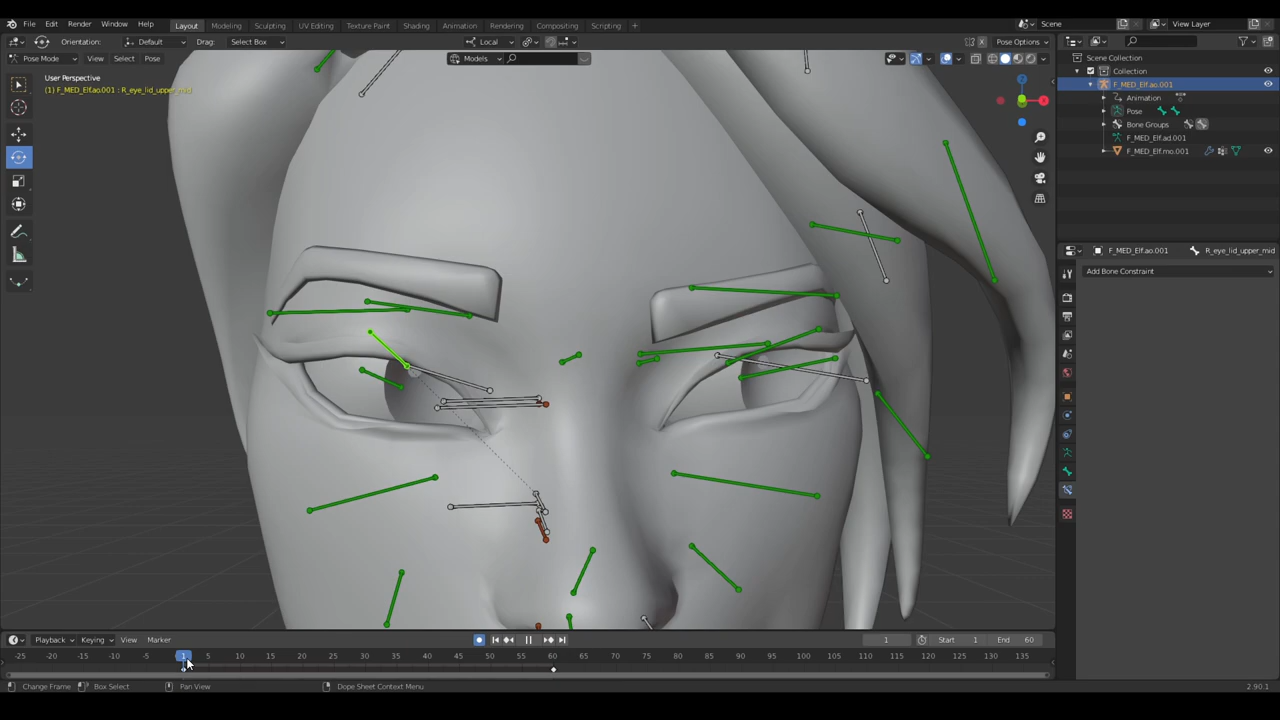 File Edit Render Window Help Layout Modeling Sculpting UV Editing Texture Paint Shading Animation Rendering Compositing Scripting + Scene View Layer
Orientation: Default Drag: Select Box Local Pose Options
Pose Mode View Select Pose Models
User Perspective
(1) F_MED_Elf.ao.001 : R_eye_lid_upper_mid
Scene Collection
Collection
F_MED_Elf.ao.001
Animation
Pose
Bone Groups
F_MED_Elf.ad.001
F_MED_Elf.mo.001
F_MED_Elf.ao.001 R_eye_lid_upper_mid
Add Bone Constraint
Z
X
Playback Keying View Marker 1 Start 1 End 60
-25 -20 -15 -10 -5 1 5 10 15 20 25 30 35 40 45 50 55 60 65 70 75 80 85 90 95 100 105 110 115 120 125 130 135
Change Frame Box Select Pan View Dope Sheet Context Menu 2.90.1